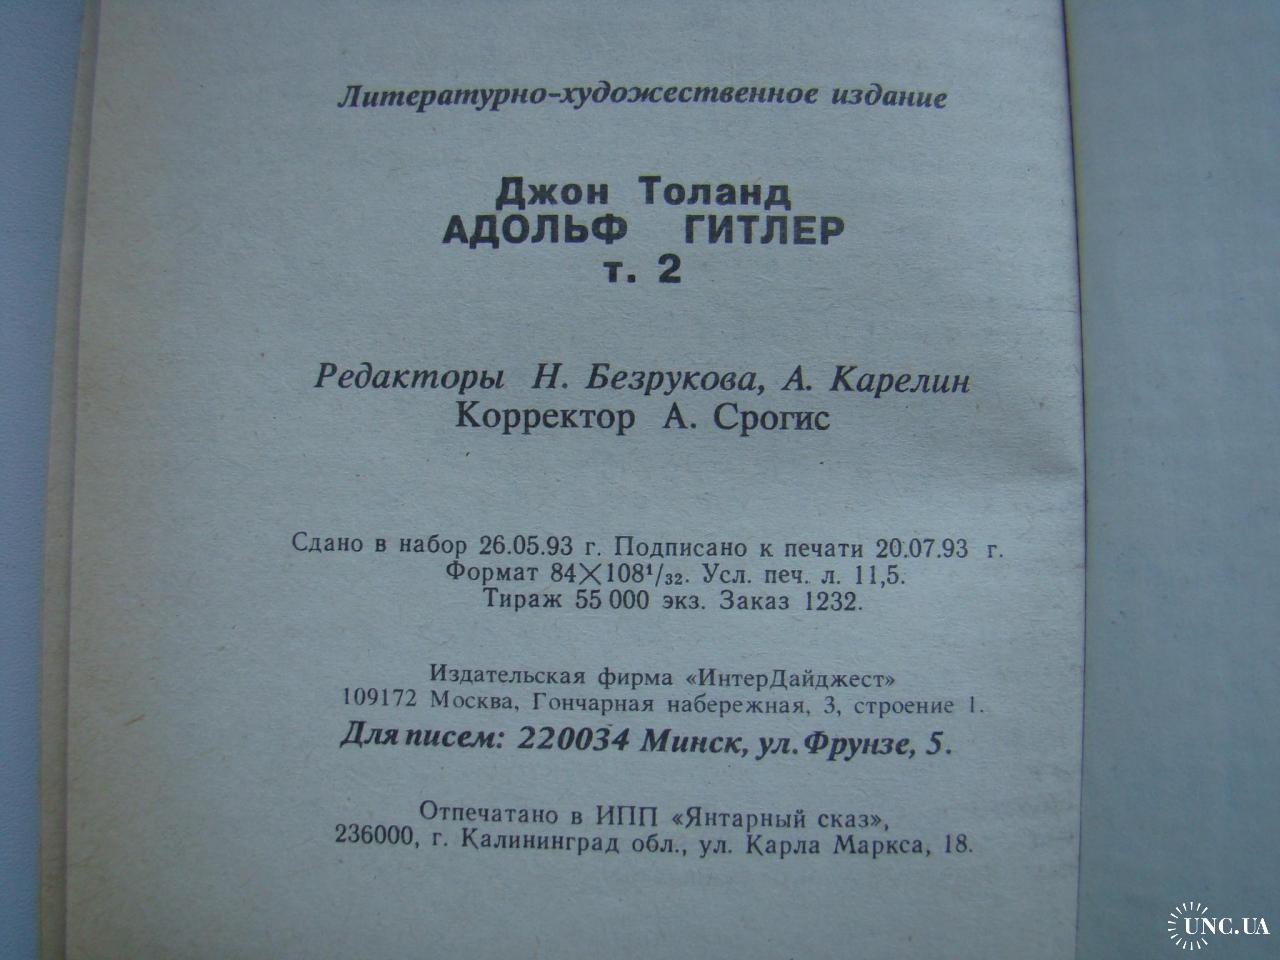 Литературно-художественное издание
Джон Толанд
АДОЛЬФ ГИТЛЕР
т. 2
Редакторы Н. Безрукова, А. Карелин
Корректор А. Срогис
Сдано в набор 26.05.93 г. Подписано к печати 20.07.93 г.
Формат 84×108¹/₃₂. Усл. печ. л. 11,5.
Тираж 55 000 экз. Заказ 1232.
Издательская фирма «ИнтерДайджест»
109172 Москва, Гончарная набережная, 3, строение 1.
Для писем: 220034 Минск, ул. Фрунзе, 5.
Отпечатано в ИПП «Янтарный сказ»,
236000, г. Калининград обл., ул. Карла Маркса, 18.
UNC.UA